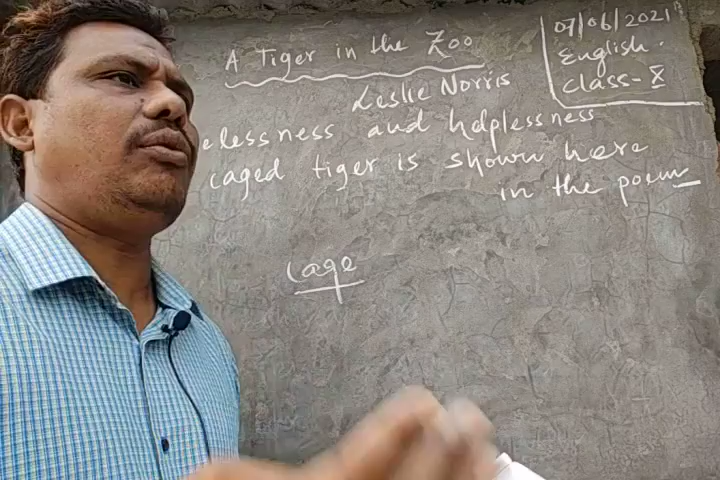 A Tiger in the Zoo
Leslie Norris
07/06/2021
English.
Class- X
elessness and helplessness
caged tiger is shown here
in the poem
Cage